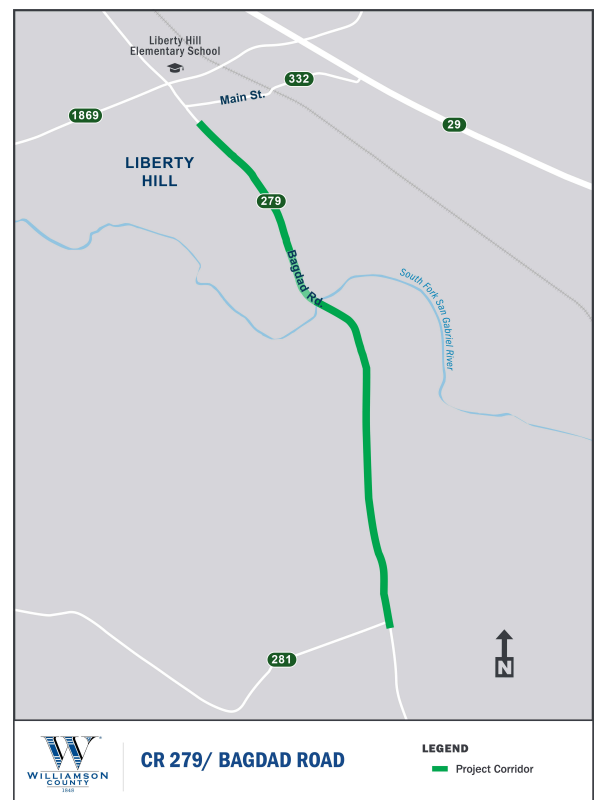 Liberty Hill
Elementary School
332
Main St.
1869
29
LIBERTY
HILL
279
Bagdad Rd.
South Fork San Gabriel River
281
N
W
WILLIAMSON
COUNTY
1848
CR 279/ BAGDAD ROAD
LEGEND
Project Corridor